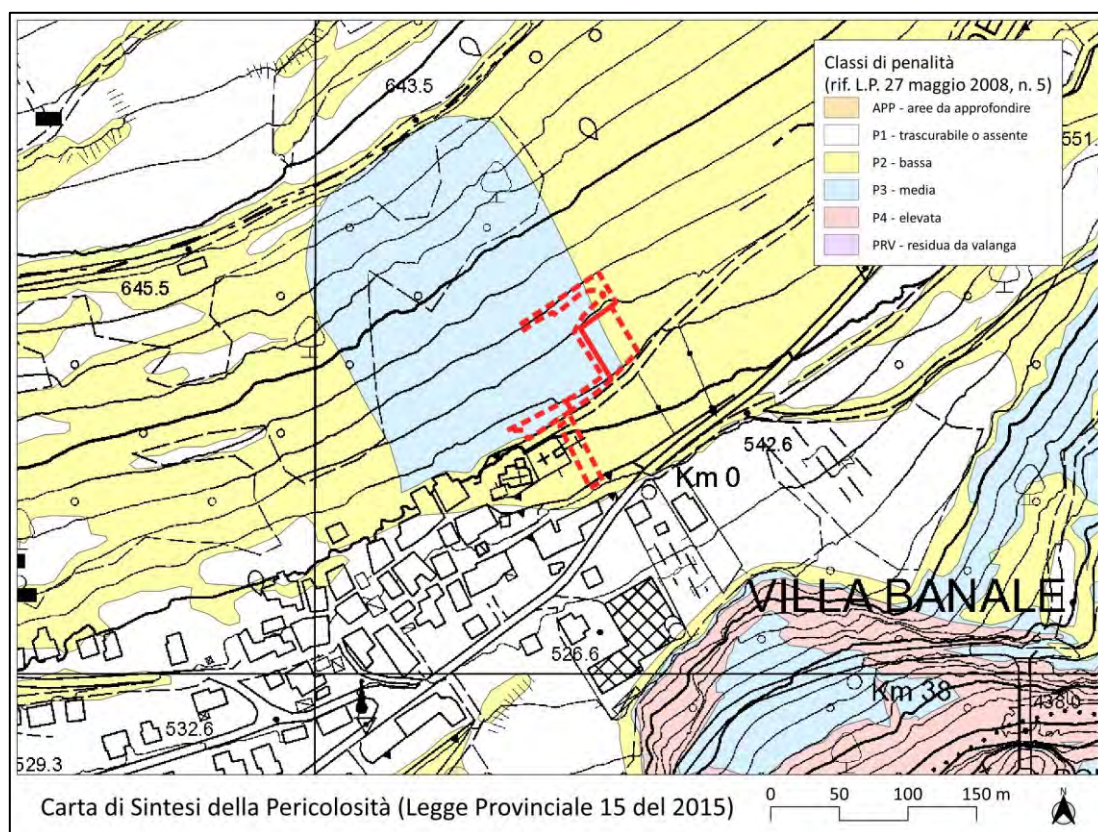 643.5
Classi di penalità
(rif. L.P. 27 maggio 2008, n. 5)
APP - aree da approfondire
P1 - trascurabile o assente
P2 - bassa
P3 - media
P4 - elevata
PRV - residua da valanga
551.
645.5
542.6
Km 0
VILLA BANALE
526.6
Km 38
438.0
532.6
529.3
Carta di Sintesi della Pericolosità (Legge Provinciale 15 del 2015)
0 50 100 150 m
N